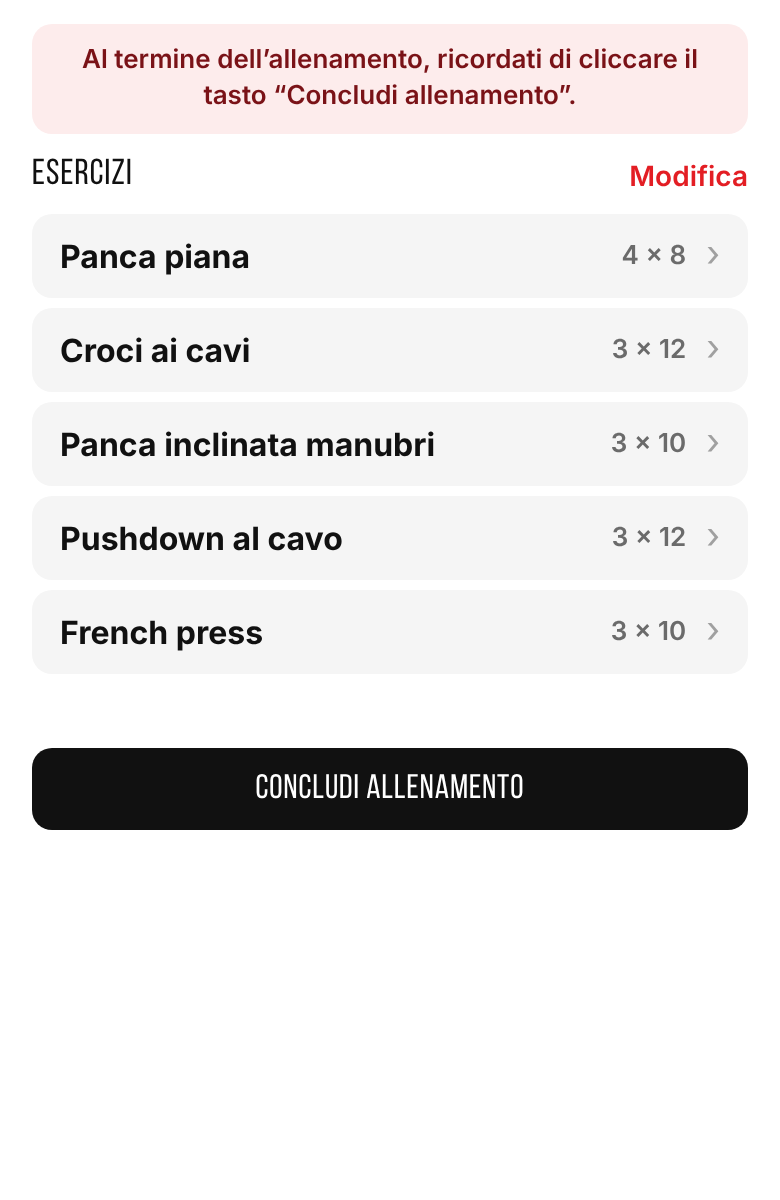 Al termine dell’allenamento, ricordati di cliccare il
tasto “Concludi allenamento”.
ESERCIZI
Modifica
Panca piana
4 × 8
Croci ai cavi
3 × 12
Panca inclinata manubri
3 × 10
Pushdown al cavo
3 × 12
French press
3 × 10
CONCLUDI ALLENAMENTO